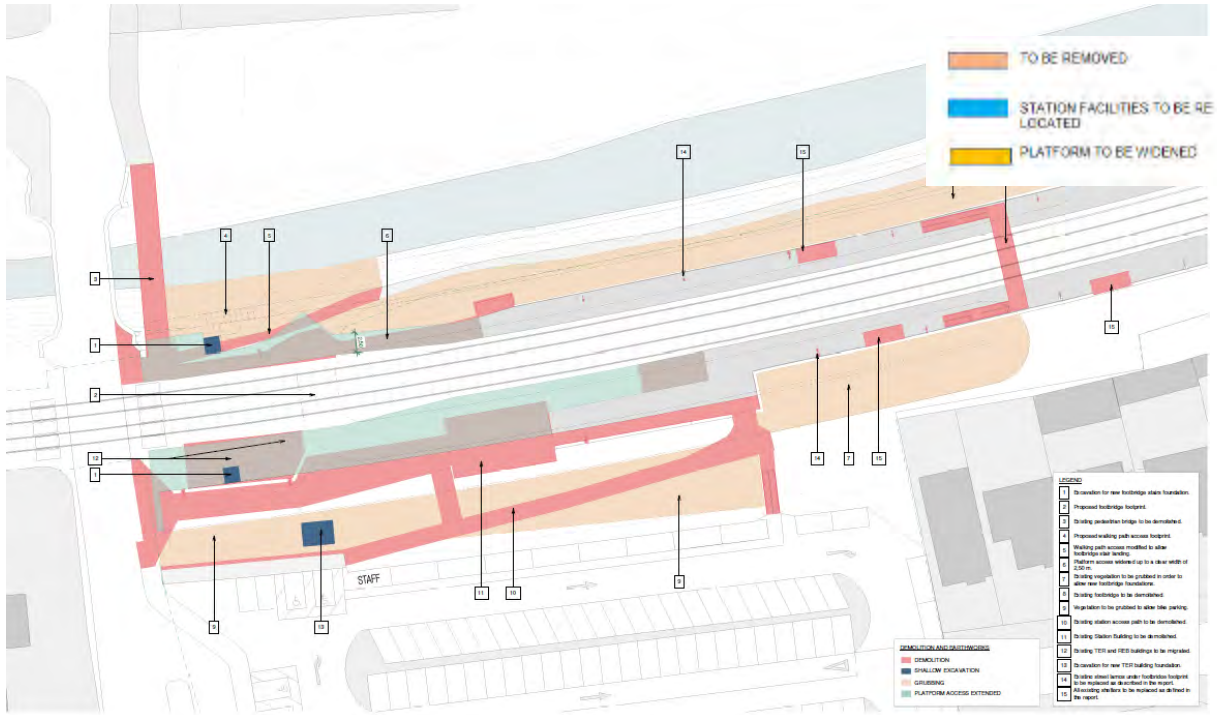 TO BE REMOVED
STATION FACILITIES TO BE RE
LOCATED
PLATFORM TO BE WIDENED
14
15
4
5
6
3
1
2
15
12
1
14
7
15
STAFF
11
10
9
9
13
LEGEND
1 Excavation for new footbridge stairs foundation.
2 Proposed footbridge footprint.
3 Existing pedestrian bridge to be demolished.
4 Proposed walking path access footprint.
5 Walking path access modified to allow
footbridge stair landing.
6 Platform access widened up to a clear width of
2,50 m.
7 Existing vegetation to be grubbed in order to
allow new footbridge foundations.
8 Existing footbridge to be demolished.
9 Vegetation to be grubbed to allow bike parking.
10 Existing station access path to be demolished.
11 Existing Station Building to be demolished.
12 Existing TER and REB buildings to be migrated.
13 Excavation for new TER building foundation.
14 Existing street lamps under footbridge footprint
to be replaced as described in the report.
15 All existing shelters to be replaced as defined in
the report.
DEMOLITION AND EARTHWORKS
DEMOLITION
SHALLOW EXCAVATION
GRUBBING
PLATFORM ACCESS EXTENDED